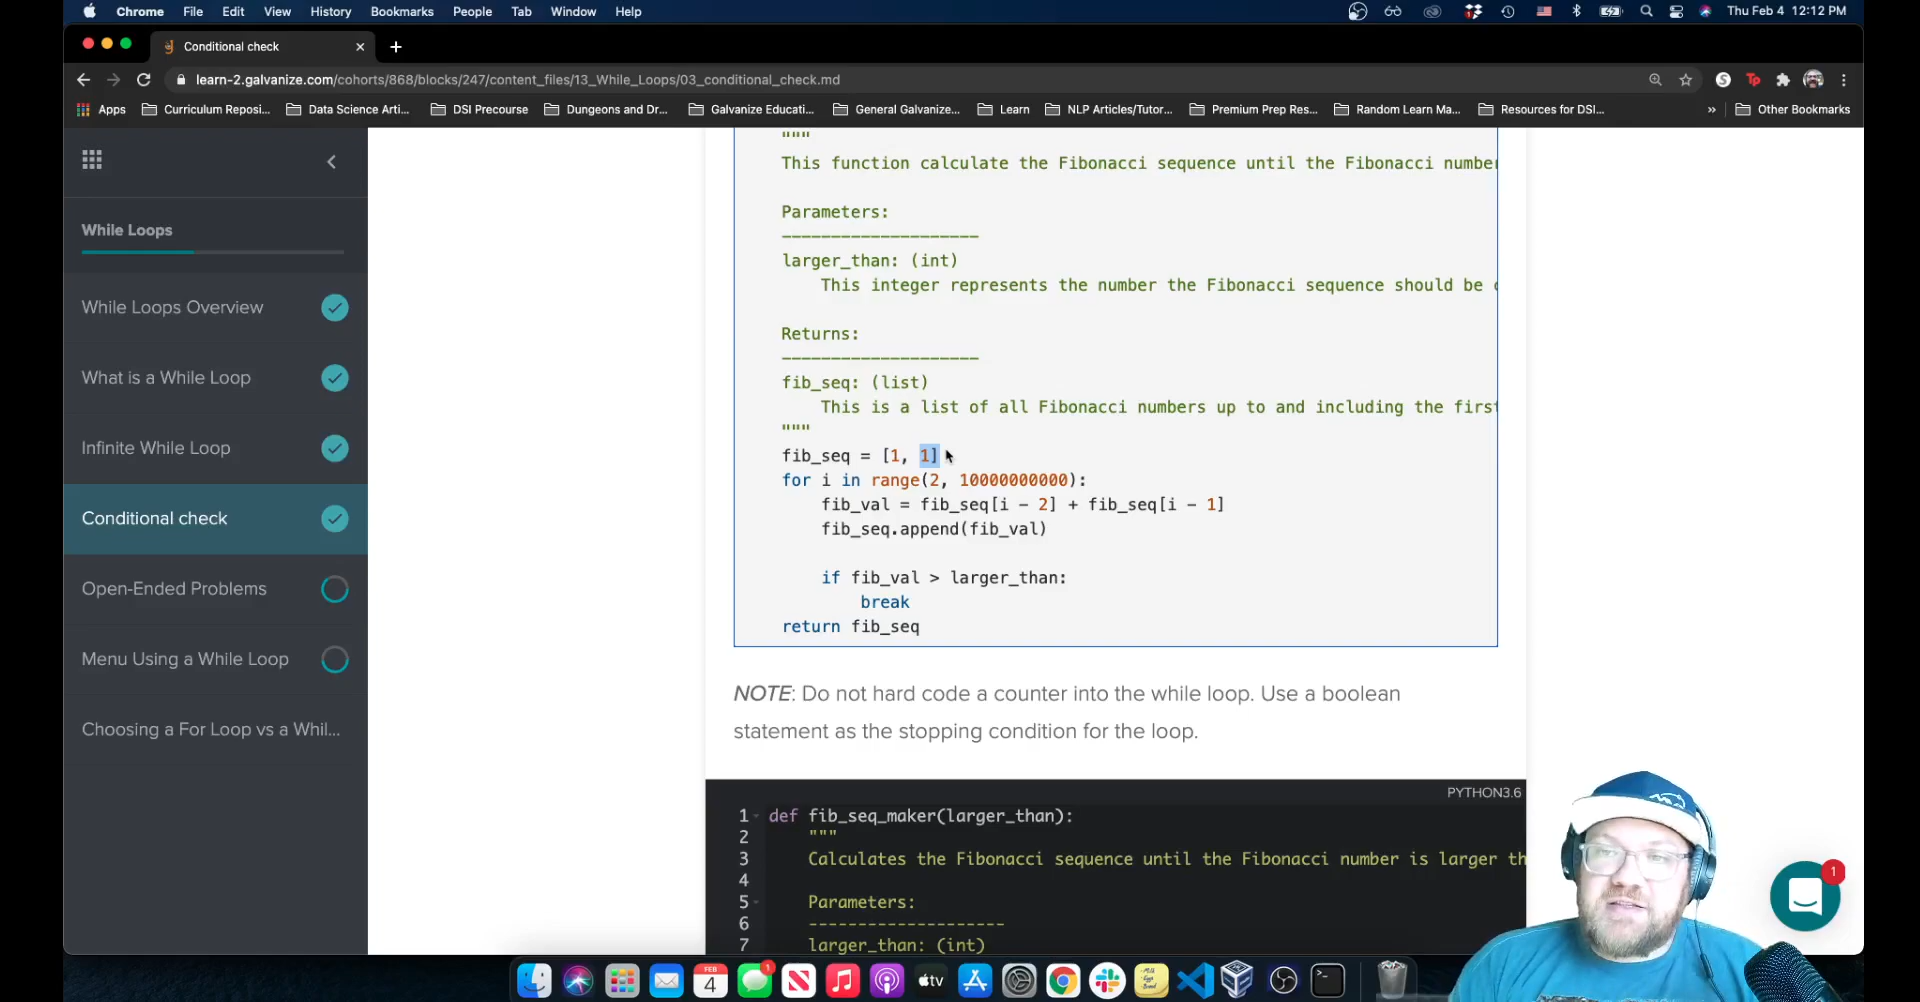 Chrome File Edit View History Bookmarks People Tab Window Help Thu Feb 4 12:12 PM
Conditional check
learn-2.galvanize.com/cohorts/868/blocks/247/content_files/13_While_Loops/03_conditional_check.md
Apps Curriculum Reposi... Data Science Arti... DSI Precourse Dungeons and Dr... Galvanize Educati... General Galvanize... Learn NLP Articles/Tutor... Premium Prep Res... Random Learn Ma... Resources for DSI... » Other Bookmarks
While Loops
While Loops Overview
What is a While Loop
Infinite While Loop
Conditional check
Open-Ended Problems
Menu Using a While Loop
Choosing a For Loop vs a Whil...
"""
This function calculate the Fibonacci sequence until the Fibonacci number
Parameters:
--------------------
larger_than: (int)
This integer represents the number the Fibonacci sequence should be
Returns:
--------------------
fib_seq: (list)
This is a list of all Fibonacci numbers up to and including the first
"""
fib_seq = [1, 1]
for i in range(2, 10000000000):
fib_val = fib_seq[i - 2] + fib_seq[i - 1]
fib_seq.append(fib_val)
if fib_val > larger_than:
break
return fib_seq
NOTE: Do not hard code a counter into the while loop. Use a boolean
statement as the stopping condition for the loop.
PYTHON3.6
1 def fib_seq_maker(larger_than):
2 """
3 Calculates the Fibonacci sequence until the Fibonacci number is larger th
4
5 Parameters:
6 --------------------
7 larger_than: (int)
1
FEB
4
1
tv